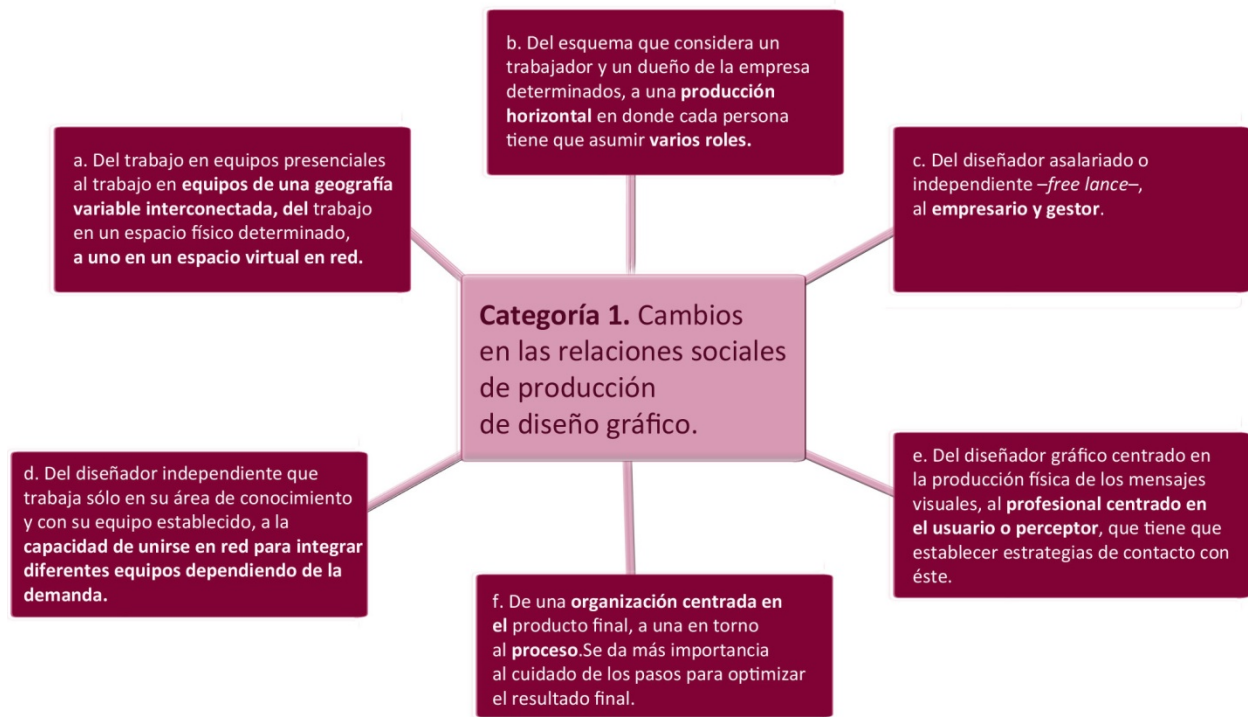 b. Del esquema que considera un
trabajador y un dueño de la empresa
determinados, a una producción
horizontal en donde cada persona
tiene que asumir varios roles.
a. Del trabajo en equipos presenciales
al trabajo en equipos de una geografía
variable interconectada, del trabajo
en un espacio físico determinado,
a uno en un espacio virtual en red.
c. Del diseñador asalariado o
independiente –free lance–,
al empresario y gestor.
Categoría 1. Cambios
en las relaciones sociales
de producción
de diseño gráfico.
d. Del diseñador independiente que
trabaja sólo en su área de conocimiento
y con su equipo establecido, a la
capacidad de unirse en red para integrar
diferentes equipos dependiendo de la
demanda.
e. Del diseñador gráfico centrado en
la producción física de los mensajes
visuales, al profesional centrado en
el usuario o perceptor, que tiene que
establecer estrategias de contacto con
éste.
f. De una organización centrada en
el producto final, a una en torno
al proceso.Se da más importancia
al cuidado de los pasos para optimizar
el resultado final.